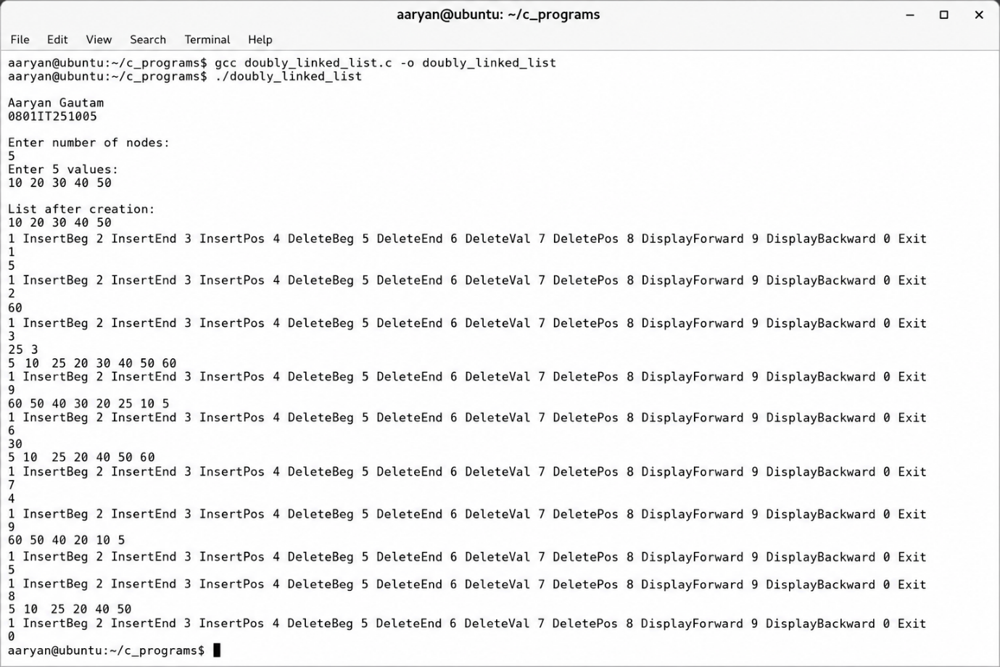 aaryan@ubuntu: ~/c_programs
File Edit View Search Terminal Help
aaryan@ubuntu:~/c_programs$ gcc doubly_linked_list.c -o doubly_linked_list
aaryan@ubuntu:~/c_programs$ ./doubly_linked_list
Aaryan Gautam
0801IT251005
Enter number of nodes:
5
Enter 5 values:
10 20 30 40 50
List after creation:
10 20 30 40 50
1 InsertBeg 2 InsertEnd 3 InsertPos 4 DeleteBeg 5 DeleteEnd 6 DeleteVal 7 DeletePos 8 DisplayForward 9 DisplayBackward 0 Exit
1
5
1 InsertBeg 2 InsertEnd 3 InsertPos 4 DeleteBeg 5 DeleteEnd 6 DeleteVal 7 DeletePos 8 DisplayForward 9 DisplayBackward 0 Exit
2
60
1 InsertBeg 2 InsertEnd 3 InsertPos 4 DeleteBeg 5 DeleteEnd 6 DeleteVal 7 DeletePos 8 DisplayForward 9 DisplayBackward 0 Exit
3
25 3
5 10 25 20 30 40 50 60
1 InsertBeg 2 InsertEnd 3 InsertPos 4 DeleteBeg 5 DeleteEnd 6 DeleteVal 7 DeletePos 8 DisplayForward 9 DisplayBackward 0 Exit
9
60 50 40 30 20 25 10 5
1 InsertBeg 2 InsertEnd 3 InsertPos 4 DeleteBeg 5 DeleteEnd 6 DeleteVal 7 DeletePos 8 DisplayForward 9 DisplayBackward 0 Exit
6
30
5 10 25 20 40 50 60
1 InsertBeg 2 InsertEnd 3 InsertPos 4 DeleteBeg 5 DeleteEnd 6 DeleteVal 7 DeletePos 8 DisplayForward 9 DisplayBackward 0 Exit
7
4
1 InsertBeg 2 InsertEnd 3 InsertPos 4 DeleteBeg 5 DeleteEnd 6 DeleteVal 7 DeletePos 8 DisplayForward 9 DisplayBackward 0 Exit
9
60 50 40 20 10 5
1 InsertBeg 2 InsertEnd 3 InsertPos 4 DeleteBeg 5 DeleteEnd 6 DeleteVal 7 DeletePos 8 DisplayForward 9 DisplayBackward 0 Exit
5
1 InsertBeg 2 InsertEnd 3 InsertPos 4 DeleteBeg 5 DeleteEnd 6 DeleteVal 7 DeletePos 8 DisplayForward 9 DisplayBackward 0 Exit
8
5 10 25 20 40 50
1 InsertBeg 2 InsertEnd 3 InsertPos 4 DeleteBeg 5 DeleteEnd 6 DeleteVal 7 DeletePos 8 DisplayForward 9 DisplayBackward 0 Exit
0
aaryan@ubuntu:~/c_programs$